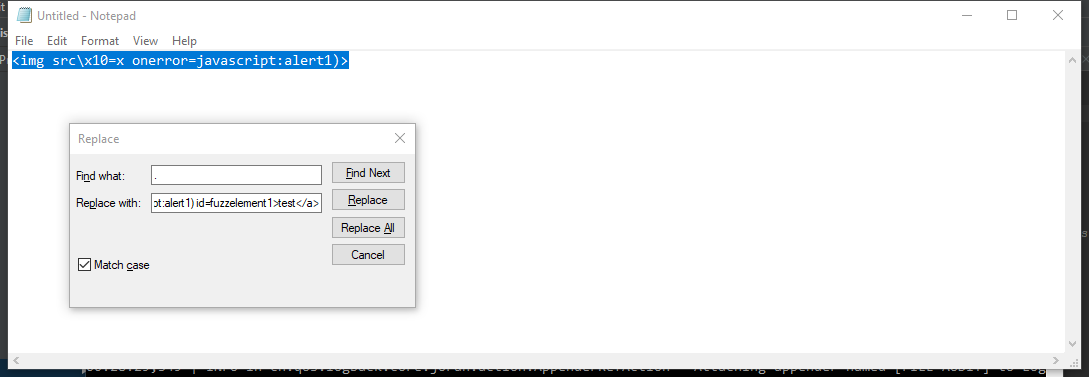 Untitled - Notepad
File Edit Format View Help
<img src\x10=x onerror=javascript:alert1)>
Replace
Find what: .
Find Next
Replace with: pt:alert1) id=fuzzelement1>test</a>
Replace
Replace All
Match case
Cancel